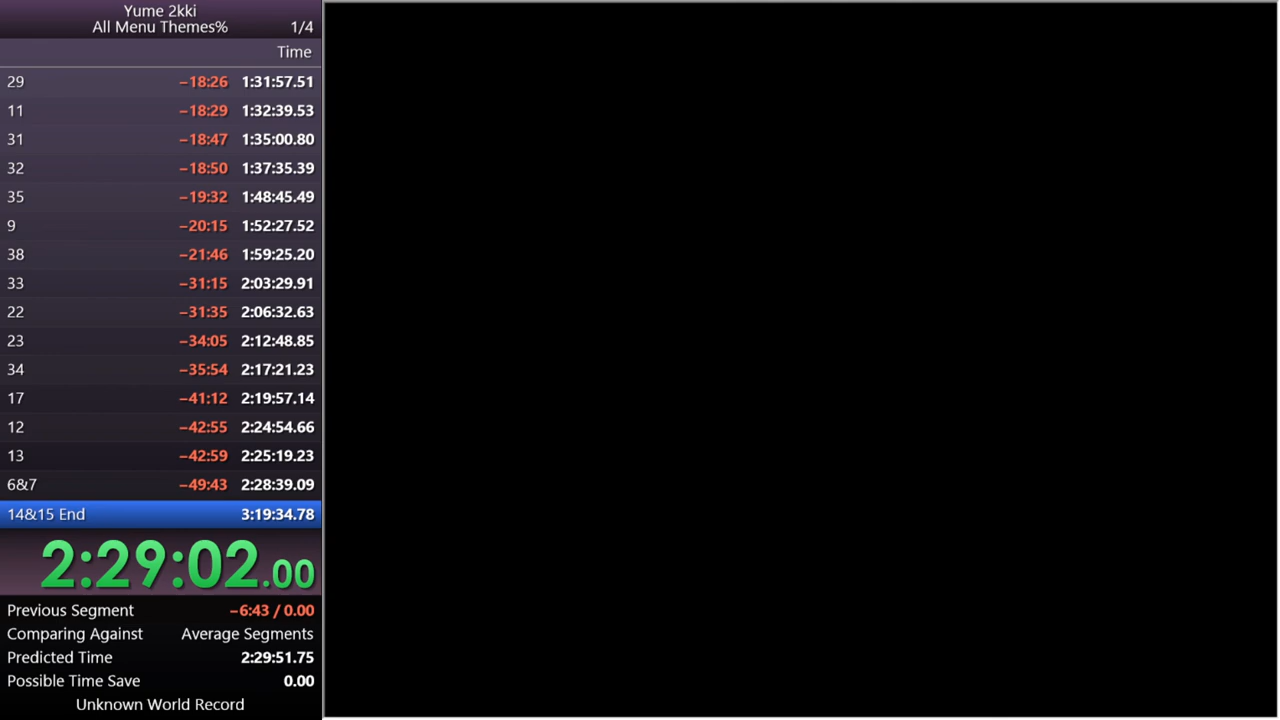 Yume 2kki
All Menu Themes% 1/4
Time
29 −18:26 1:31:57.51
11 −18:29 1:32:39.53
31 −18:47 1:35:00.80
32 −18:50 1:37:35.39
35 −19:32 1:48:45.49
9 −20:15 1:52:27.52
38 −21:46 1:59:25.20
33 −31:15 2:03:29.91
22 −31:35 2:06:32.63
23 −34:05 2:12:48.85
34 −35:54 2:17:21.23
17 −41:12 2:19:57.14
12 −42:55 2:24:54.66
13 −42:59 2:25:19.23
6&7 −49:43 2:28:39.09
14&15 End 3:19:34.78
2:29:02.00
Previous Segment −6:43 / 0.00
Comparing Against Average Segments
Predicted Time 2:29:51.75
Possible Time Save 0.00
Unknown World Record